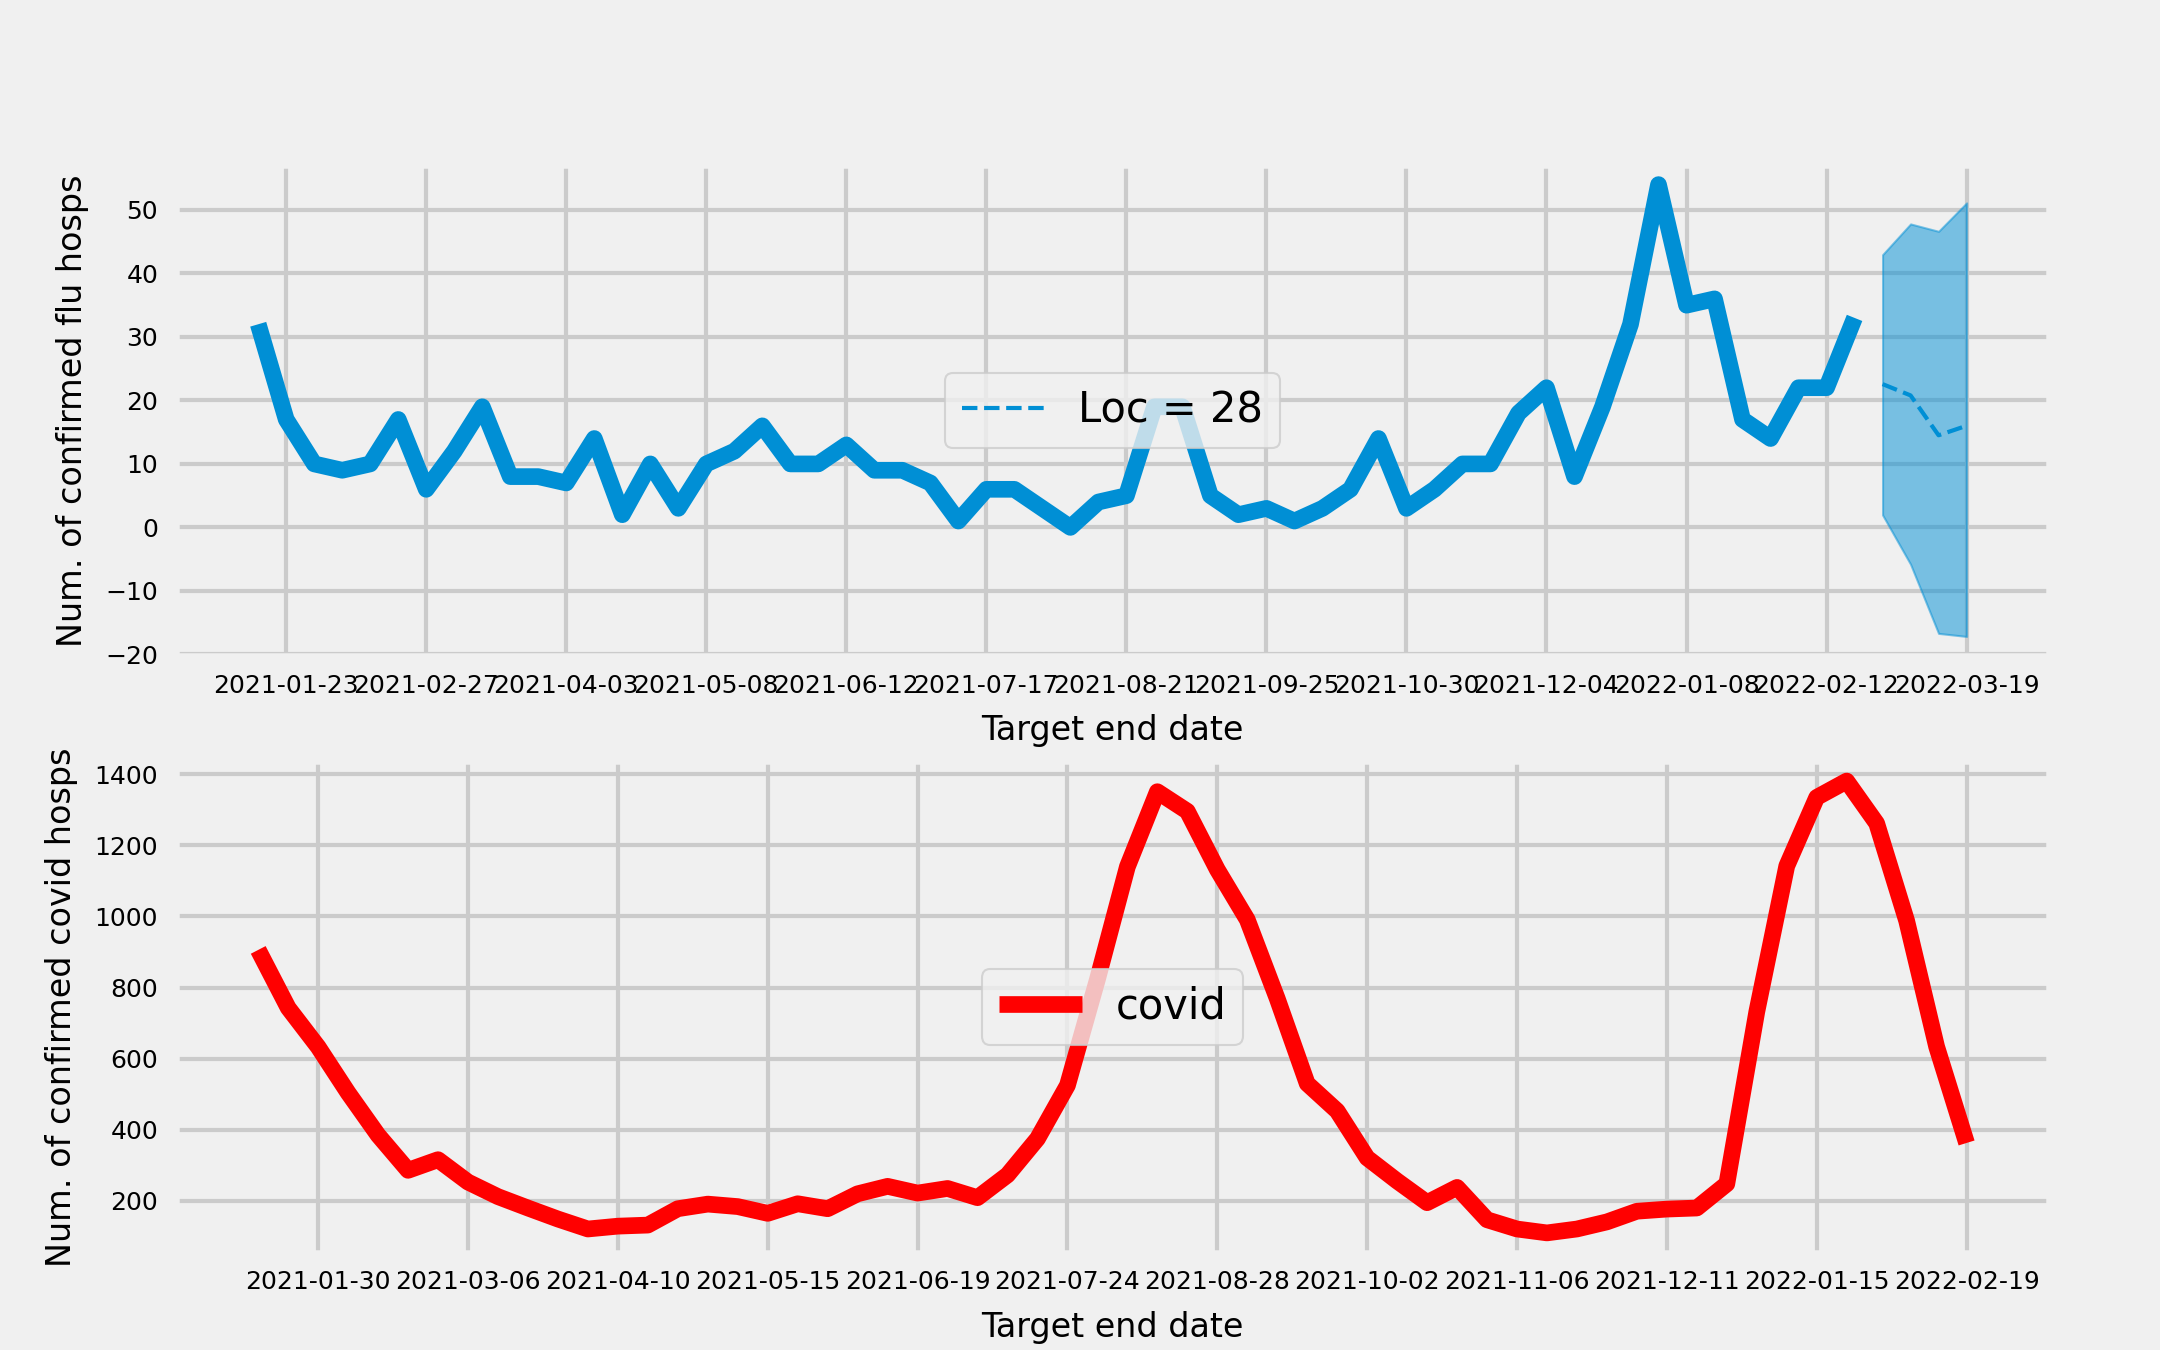 Num. of confirmed flu hosps
50
40
30
20
10
0
−10
−20
Loc = 28
2021-01-23 2021-02-27 2021-04-03 2021-05-08 2021-06-12 2021-07-17 2021-08-21 2021-09-25 2021-10-30 2021-12-04 2022-01-08 2022-02-12 2022-03-19
Target end date
Num. of confirmed covid hosps
1400
1200
1000
800
600
400
200
covid
2021-01-30 2021-03-06 2021-04-10 2021-05-15 2021-06-19 2021-07-24 2021-08-28 2021-10-02 2021-11-06 2021-12-11 2022-01-15 2022-02-19
Target end date